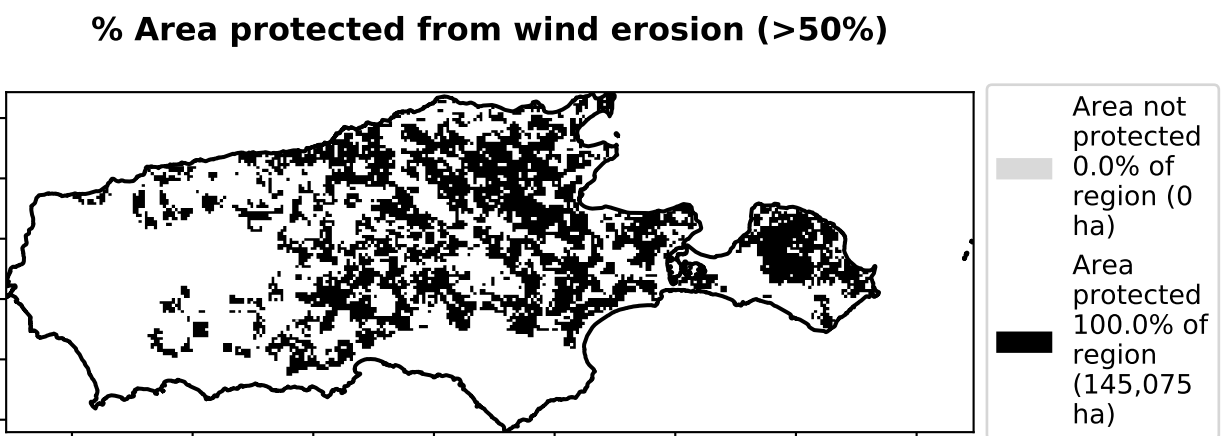 % Area protected from wind erosion (>50%)
Area not
protected
0.0% of
region (0
ha)
Area
protected
100.0% of
region
(145,075
ha)